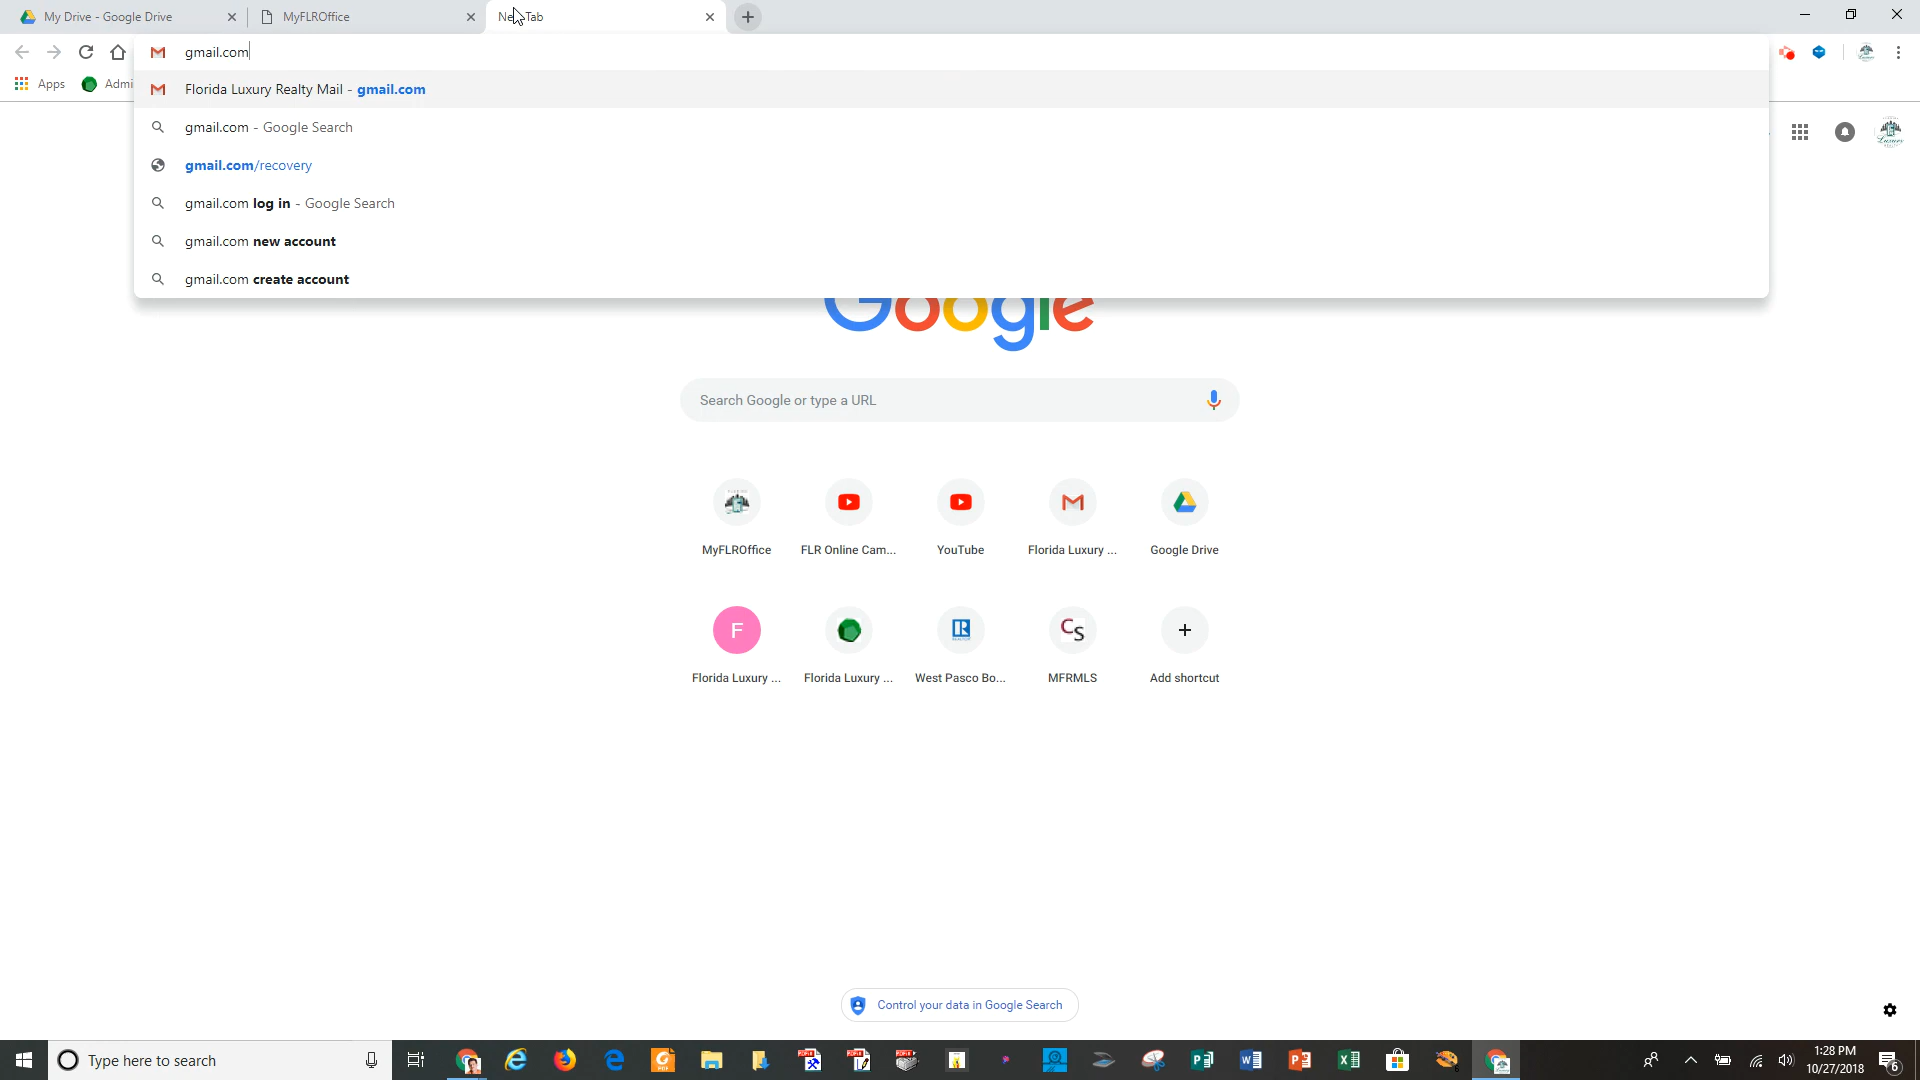 My Drive - Google Drive
MyFLROffice
New Tab
gmail.com
Apps
Admi
Florida Luxury Realty Mail - gmail.com
gmail.com - Google Search
gmail.com/recovery
gmail.com log in - Google Search
gmail.com new account
gmail.com create account
Google
Search Google or type a URL
MyFLROffice
FLR Online Cam...
YouTube
Florida Luxury ...
Google Drive
F
CS
Florida Luxury ...
Florida Luxury ...
West Pasco Bo...
MFRMLS
Add shortcut
Control your data in Google Search
Type here to search
1:28 PM
10/27/2018
6